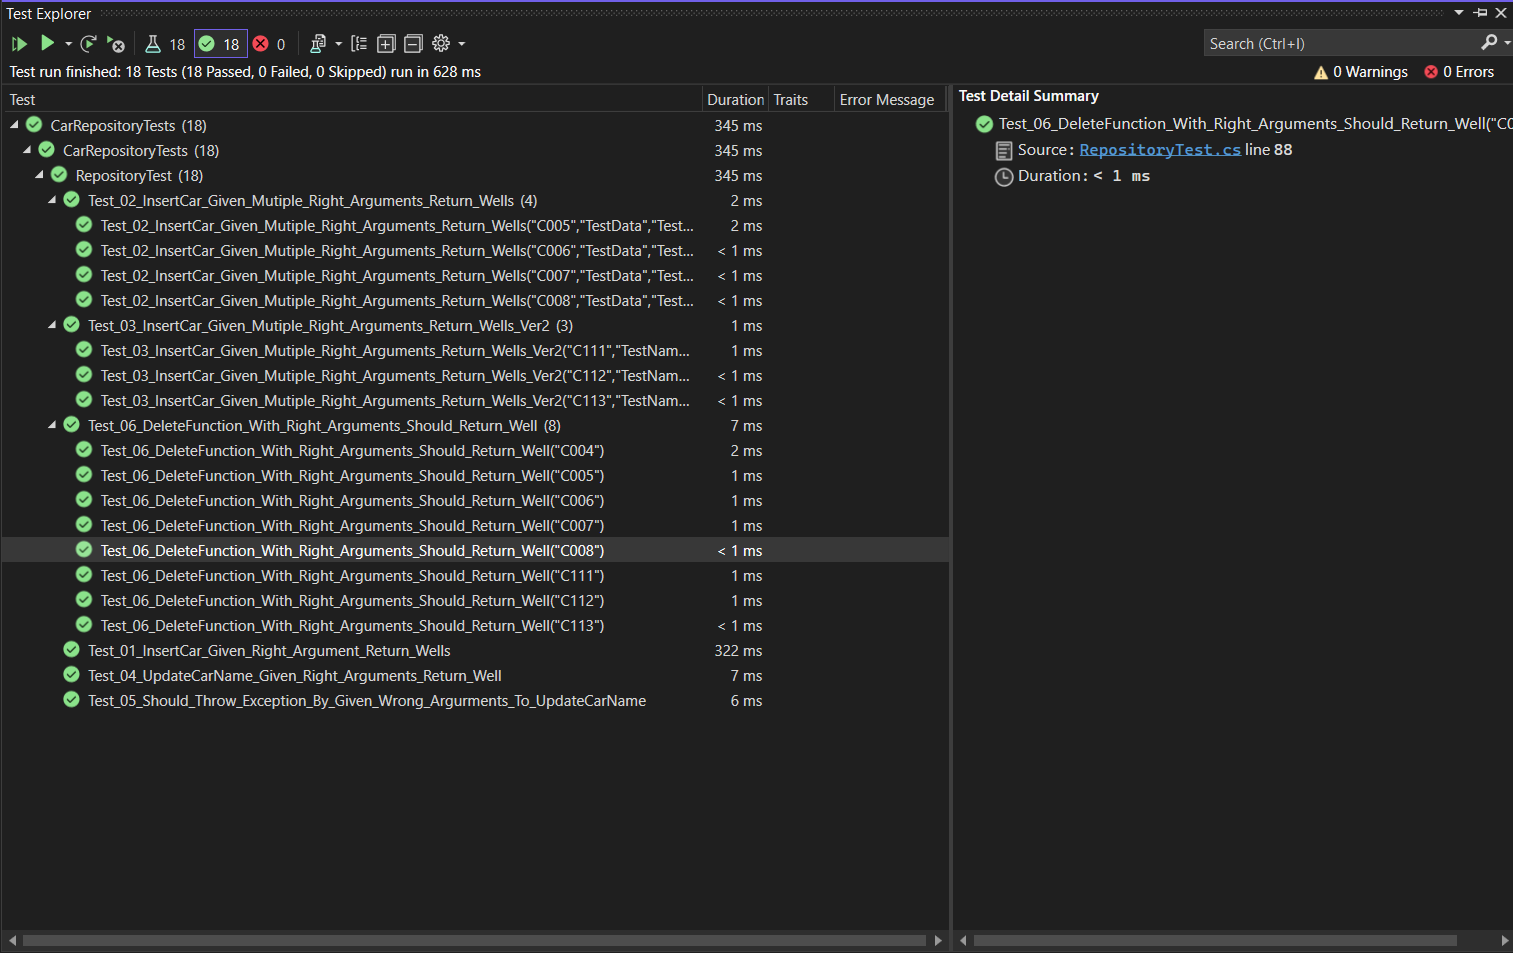 Test Explorer
18 18 0
Search (Ctrl+I)
Test run finished: 18 Tests (18 Passed, 0 Failed, 0 Skipped) run in 628 ms
0 Warnings 0 Errors
Test Duration Traits Error Message
CarRepositoryTests (18) 345 ms
CarRepositoryTests (18) 345 ms
RepositoryTest (18) 345 ms
Test_02_InsertCar_Given_Mutiple_Right_Arguments_Return_Wells (4) 2 ms
Test_02_InsertCar_Given_Mutiple_Right_Arguments_Return_Wells("C005","TestData","Test... 2 ms
Test_02_InsertCar_Given_Mutiple_Right_Arguments_Return_Wells("C006","TestData","Test... < 1 ms
Test_02_InsertCar_Given_Mutiple_Right_Arguments_Return_Wells("C007","TestData","Test... < 1 ms
Test_02_InsertCar_Given_Mutiple_Right_Arguments_Return_Wells("C008","TestData","Test... < 1 ms
Test_03_InsertCar_Given_Mutiple_Right_Arguments_Return_Wells_Ver2 (3) 1 ms
Test_03_InsertCar_Given_Mutiple_Right_Arguments_Return_Wells_Ver2("C111","TestNam... 1 ms
Test_03_InsertCar_Given_Mutiple_Right_Arguments_Return_Wells_Ver2("C112","TestNam... < 1 ms
Test_03_InsertCar_Given_Mutiple_Right_Arguments_Return_Wells_Ver2("C113","TestNam... < 1 ms
Test_06_DeleteFunction_With_Right_Arguments_Should_Return_Well (8) 7 ms
Test_06_DeleteFunction_With_Right_Arguments_Should_Return_Well("C004") 2 ms
Test_06_DeleteFunction_With_Right_Arguments_Should_Return_Well("C005") 1 ms
Test_06_DeleteFunction_With_Right_Arguments_Should_Return_Well("C006") 1 ms
Test_06_DeleteFunction_With_Right_Arguments_Should_Return_Well("C007") 1 ms
Test_06_DeleteFunction_With_Right_Arguments_Should_Return_Well("C008") < 1 ms
Test_06_DeleteFunction_With_Right_Arguments_Should_Return_Well("C111") 1 ms
Test_06_DeleteFunction_With_Right_Arguments_Should_Return_Well("C112") 1 ms
Test_06_DeleteFunction_With_Right_Arguments_Should_Return_Well("C113") < 1 ms
Test_01_InsertCar_Given_Right_Argument_Return_Wells 322 ms
Test_04_UpdateCarName_Given_Right_Arguments_Return_Well 7 ms
Test_05_Should_Throw_Exception_By_Given_Wrong_Argurments_To_UpdateCarName 6 ms
Test Detail Summary
Test_06_DeleteFunction_With_Right_Arguments_Should_Return_Well("C0
Source: RepositoryTest.cs line 88
Duration: < 1 ms